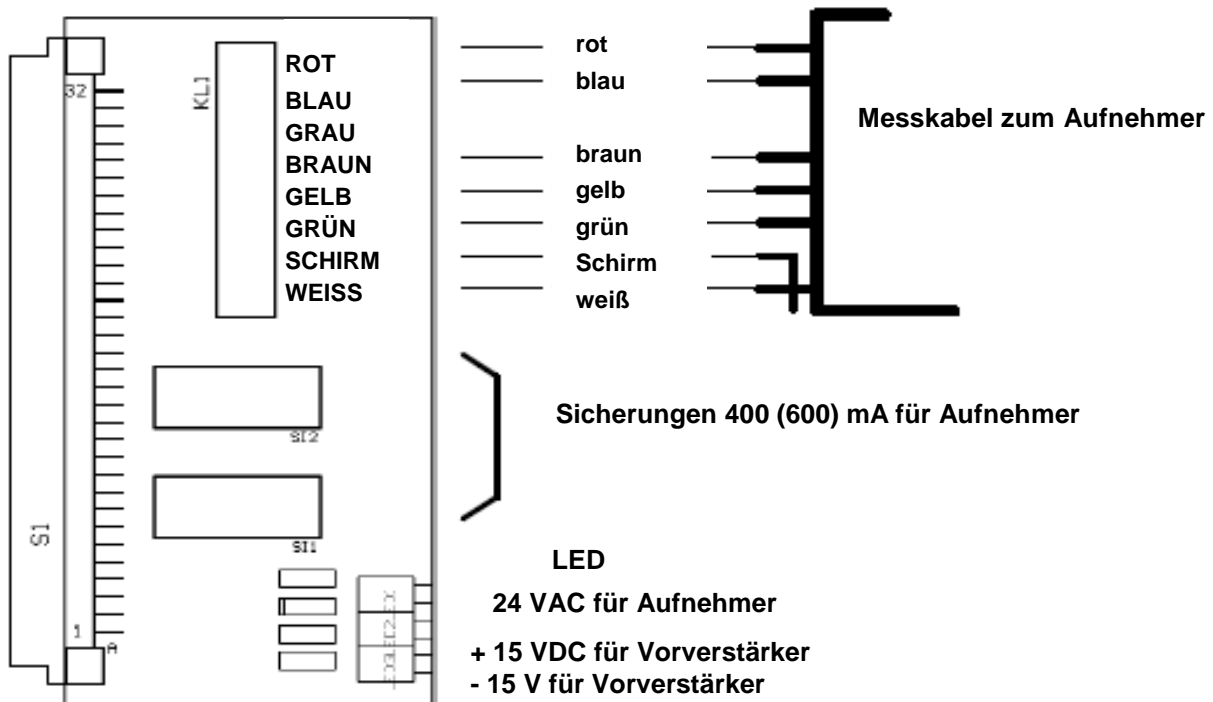 32
KL1
ROT
BLAU
GRAU
BRAUN
GELB
GRÜN
SCHIRM
WEISS
rot
blau
braun
gelb
grün
Schirm
weiß
Messkabel zum Aufnehmer
SI2
Sicherungen 400 (600) mA für Aufnehmer
S1
SI1
LED
24 VAC für Aufnehmer
+ 15 VDC für Vorverstärker
- 15 V für Vorverstärker
1
A